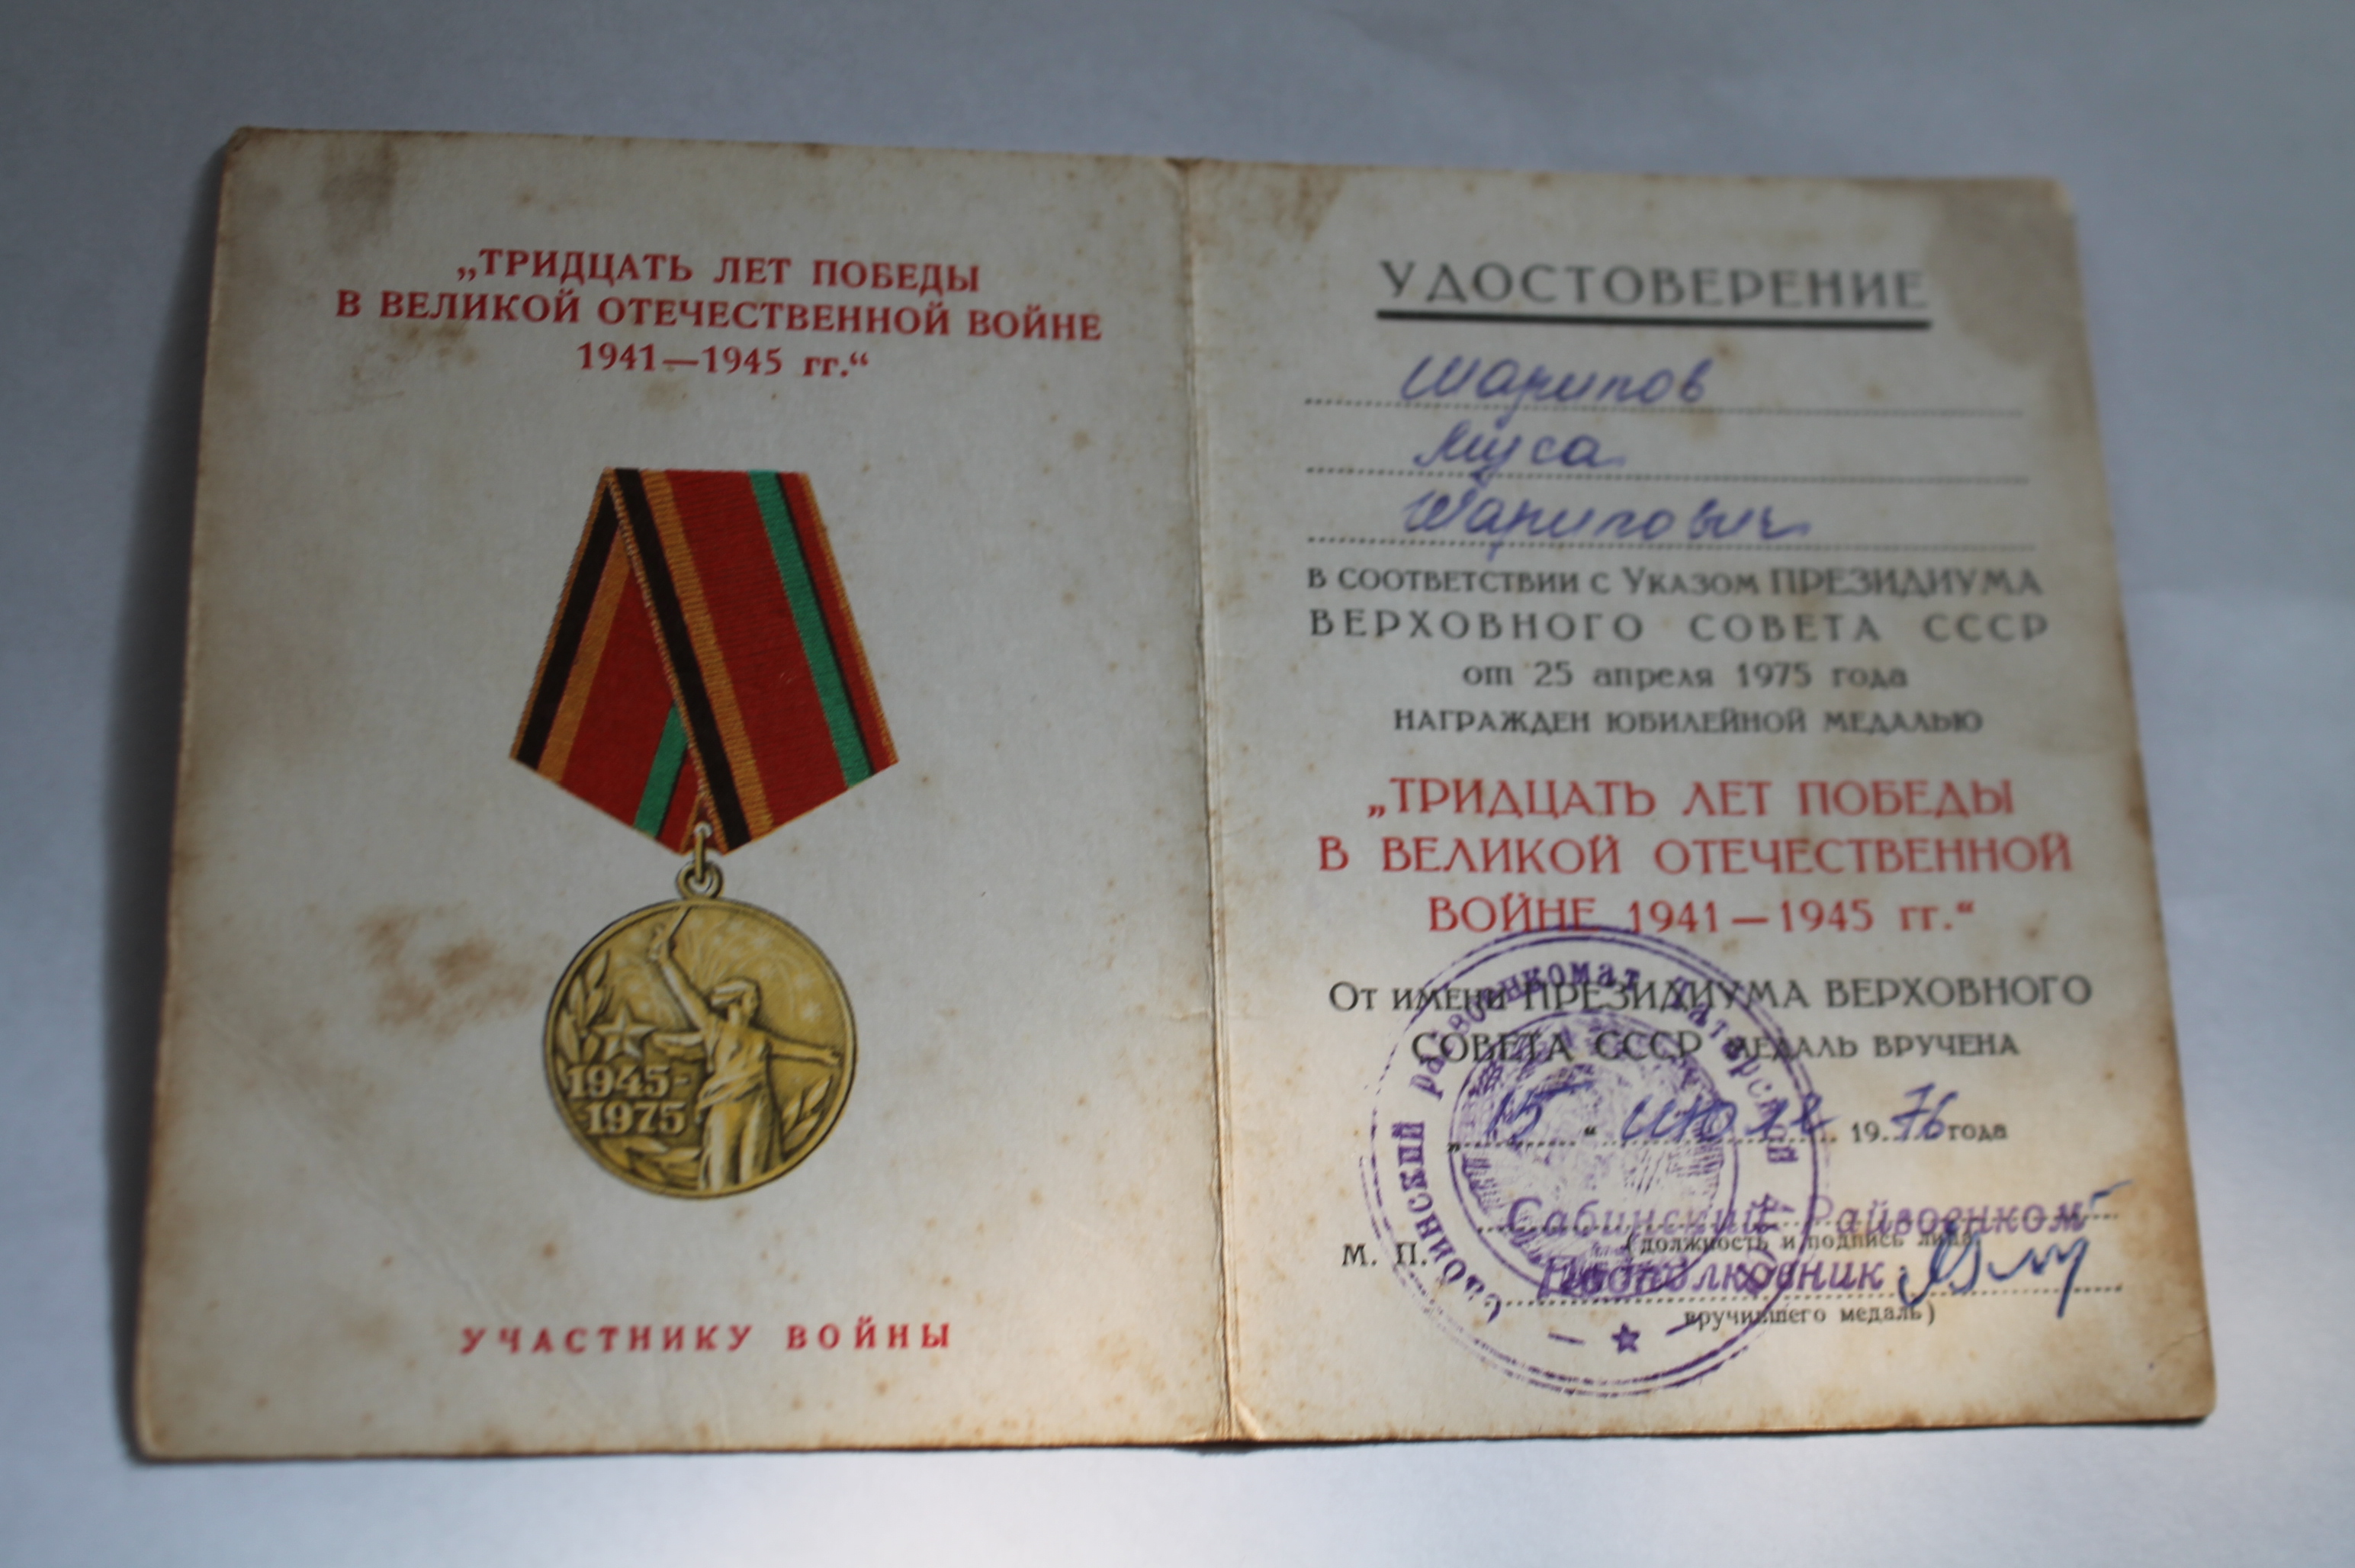 „ТРИДЦАТЬ ЛЕТ ПОБЕДЫ
В ВЕЛИКОЙ ОТЕЧЕСТВЕННОЙ ВОЙНЕ
1941—1945 гг.“
1945-
1975
УЧАСТНИКУ ВОЙНЫ
УДОСТОВЕРЕНИЕ
Шарипов
Муса
Шарипович
в соответствии с Указом ПРЕЗИДИУМА
ВЕРХОВНОГО СОВЕТА СССР
от 25 апреля 1975 года
НАГРАЖДЕН ЮБИЛЕЙНОЙ МЕДАЛЬЮ
„ТРИДЦАТЬ ЛЕТ ПОБЕДЫ
В ВЕЛИКОЙ ОТЕЧЕСТВЕННОЙ
ВОЙНЕ 1941—1945 гг.“
От имени ПРЕЗИДИУМА ВЕРХОВНОГО
СОВЕТА СССР МЕДАЛЬ ВРУЧЕНА
„15“ июля 1976 года
Сабинский Райвоенком
(должность и подпись лица,
М. П.
Подполковник
вручившего медаль)
Сабинский райвоенкомат Татарской